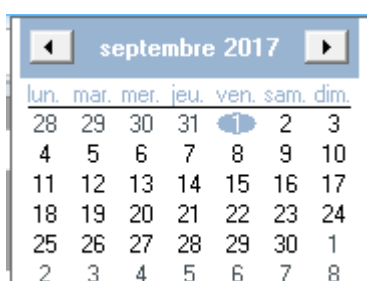 septembre 2017
lun. mar. mer. jeu. ven. sam. dim.
28 29 30 31 1 2 3
4 5 6 7 8 9 10
11 12 13 14 15 16 17
18 19 20 21 22 23 24
25 26 27 28 29 30 1
2 3 4 5 6 7 8